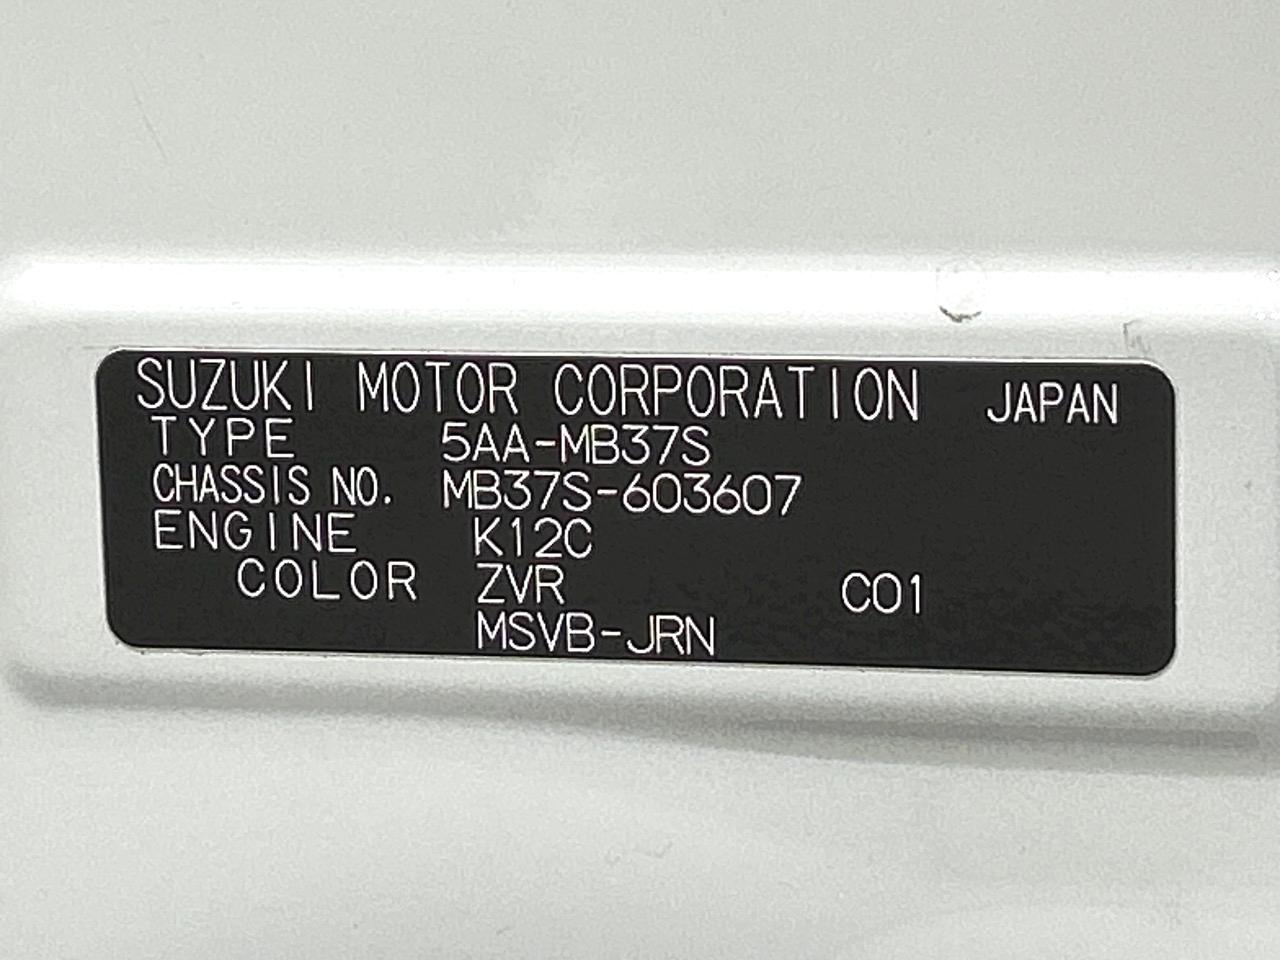 SUZUKI MOTOR CORPORATION JAPAN
TYPE 5AA-MB37S
CHASSIS NO. MB37S-603607
ENGINE K12C
COLOR ZVR C01
MSVB-JRN